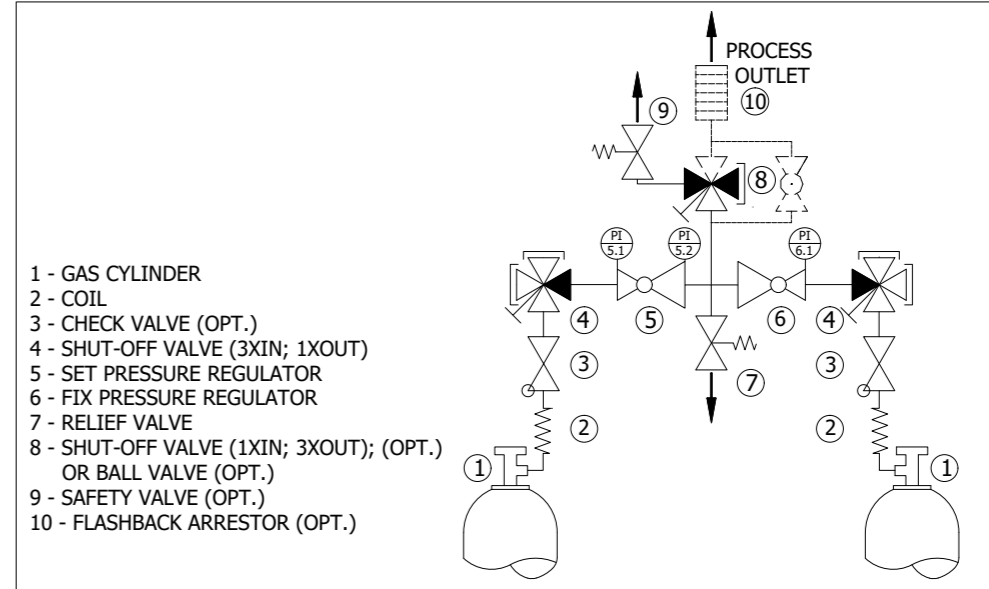 PROCESS
OUTLET
10
9
8
PI
5.1
PI
5.2
PI
6.1
4
5
6
4
3
7
3
2
2
1
1
1 - GAS CYLINDER
2 - COIL
3 - CHECK VALVE (OPT.)
4 - SHUT-OFF VALVE (3XIN; 1XOUT)
5 - SET PRESSURE REGULATOR
6 - FIX PRESSURE REGULATOR
7 - RELIEF VALVE
8 - SHUT-OFF VALVE (1XIN; 3XOUT); (OPT.)
OR BALL VALVE (OPT.)
9 - SAFETY VALVE (OPT.)
10 - FLASHBACK ARRESTOR (OPT.)